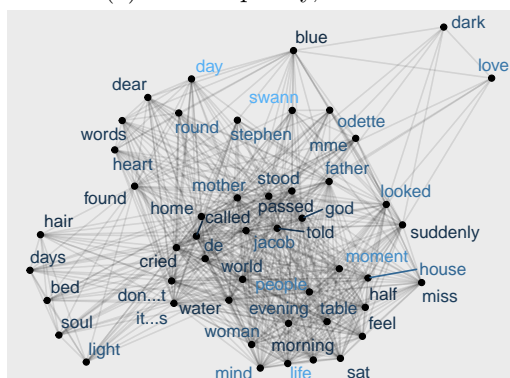 dark
blue
love
day
dear
swann
round
stephen
odette
words
mme
heart
father
found
mother
stood
looked
home
called
passed
god
hair
de
jacob
told
suddenly
days
cried
world
moment
house
bed
don...t
people
half
miss
it...s
water
evening
table
soul
woman
feel
light
morning
mind
life
sat